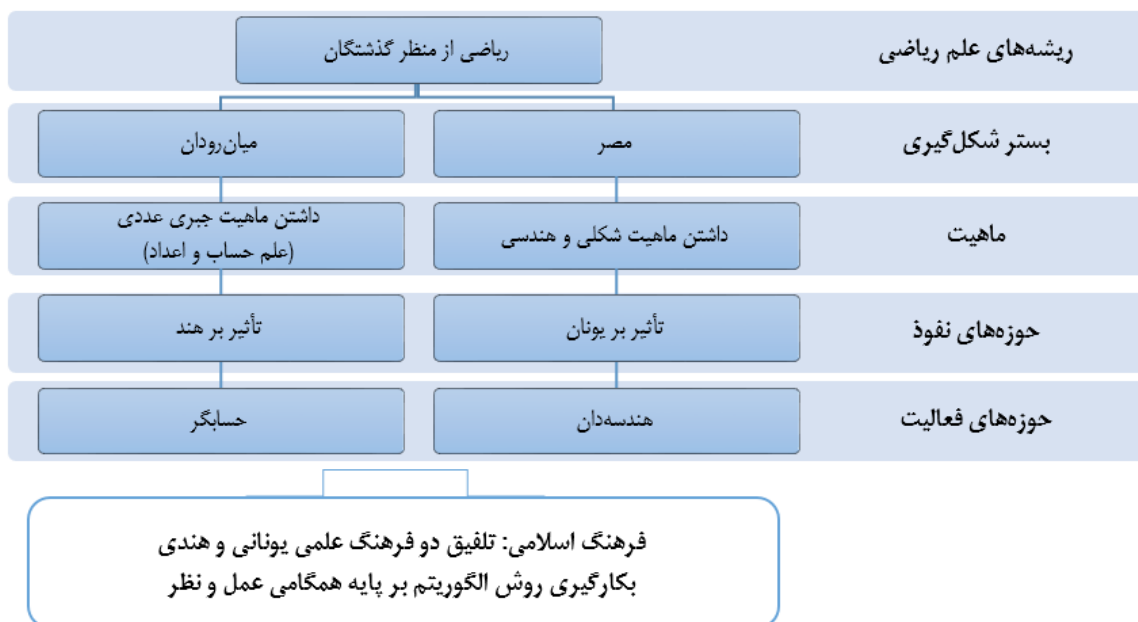 ریشه‌های علم ریاضی
ریاضی از منظر گذشتگان
بستر شکل‌گیری
مصر
میان‌رودان
ماهیت
داشتن ماهیت شکلی و هندسی
داشتن ماهیت جبری عددی
(علم حساب و اعداد)
حوزه‌های نفوذ
تأثیر بر یونان
تأثیر بر هند
حوزه‌های فعالیت
هندسه‌دان
حسابگر
فرهنگ اسلامی: تلفیق دو فرهنگ علمی یونانی و هندی
بکارگیری روش الگوریتم بر پایه همگامی عمل و نظر